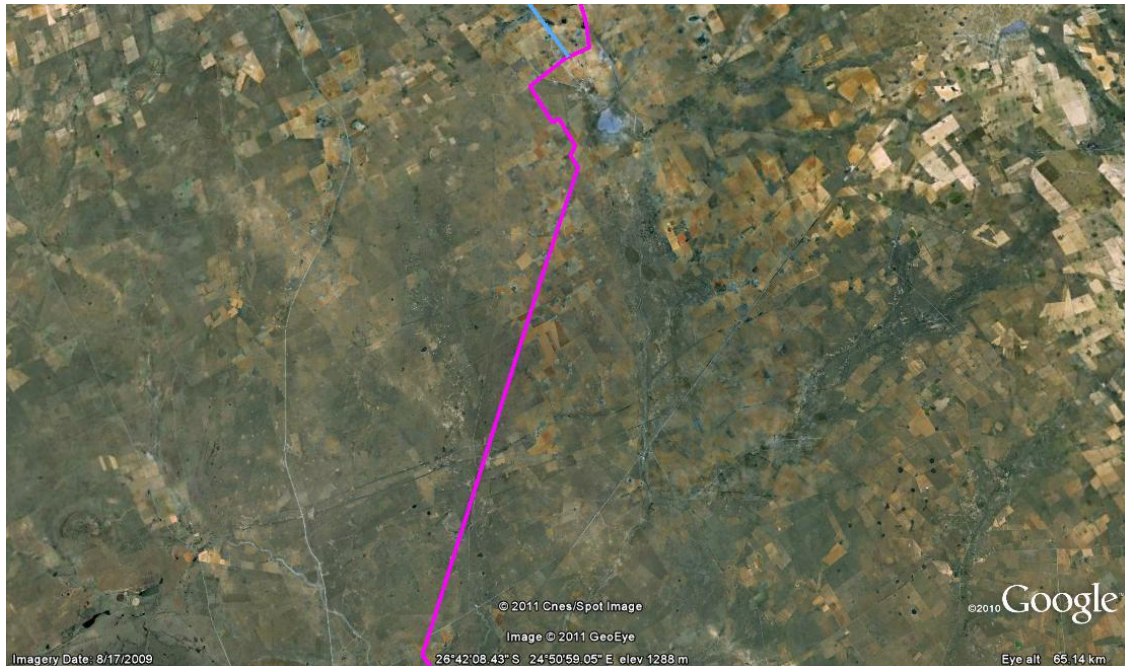 © 2011 Cnes/Spot Image
©2010 Google
Image © 2011 GeoEye
Imagery Date: 8/17/2009 26°42'08.43" S 24°50'59.05" E elev 1288 m Eye alt 65.14 km